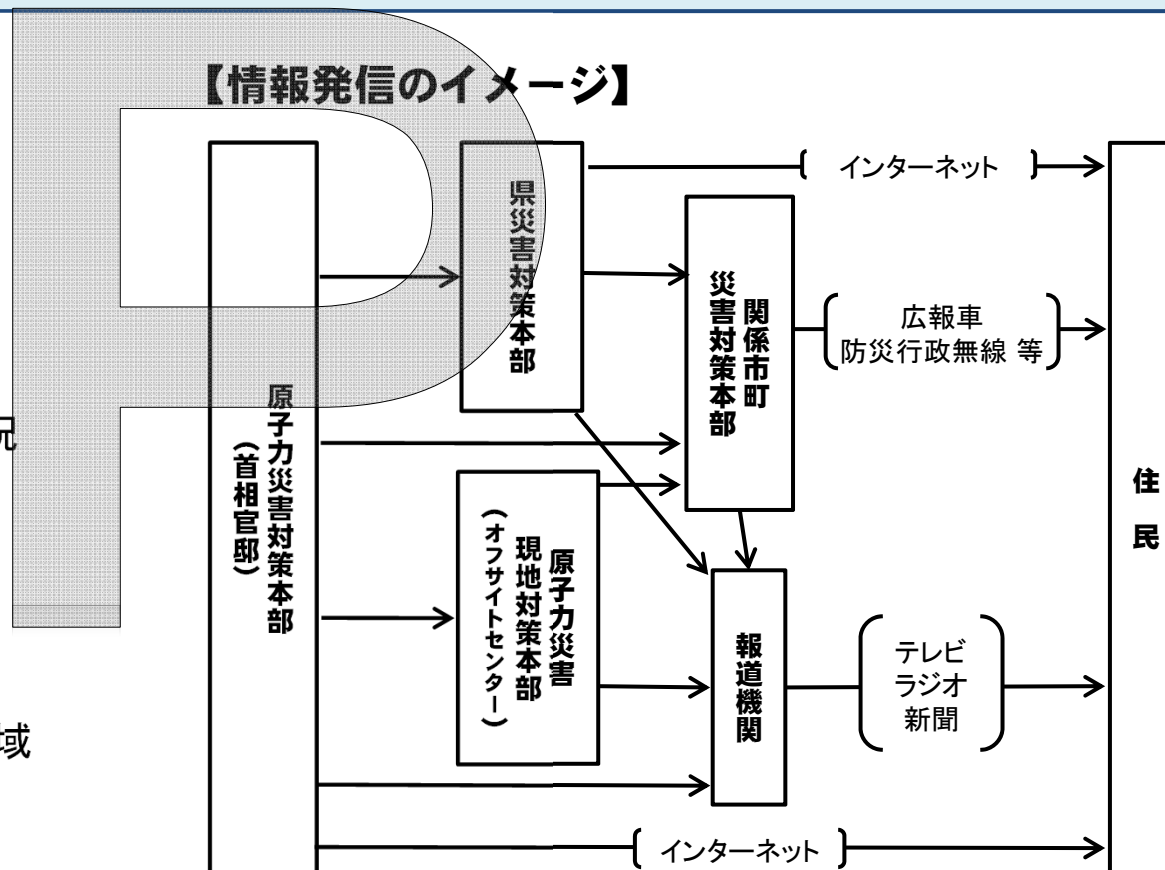 【情報発信のイメージ】
インターネット
県災害対策本部
関係市町
災害対策本部
広報車
防災行政無線 等
原子力災害対策本部
(首相官邸)
況
住民
原子力災害
現地対策本部
(オフサイトセンター)
報道機関
テレビ
ラジオ
新聞
域
インターネット
P